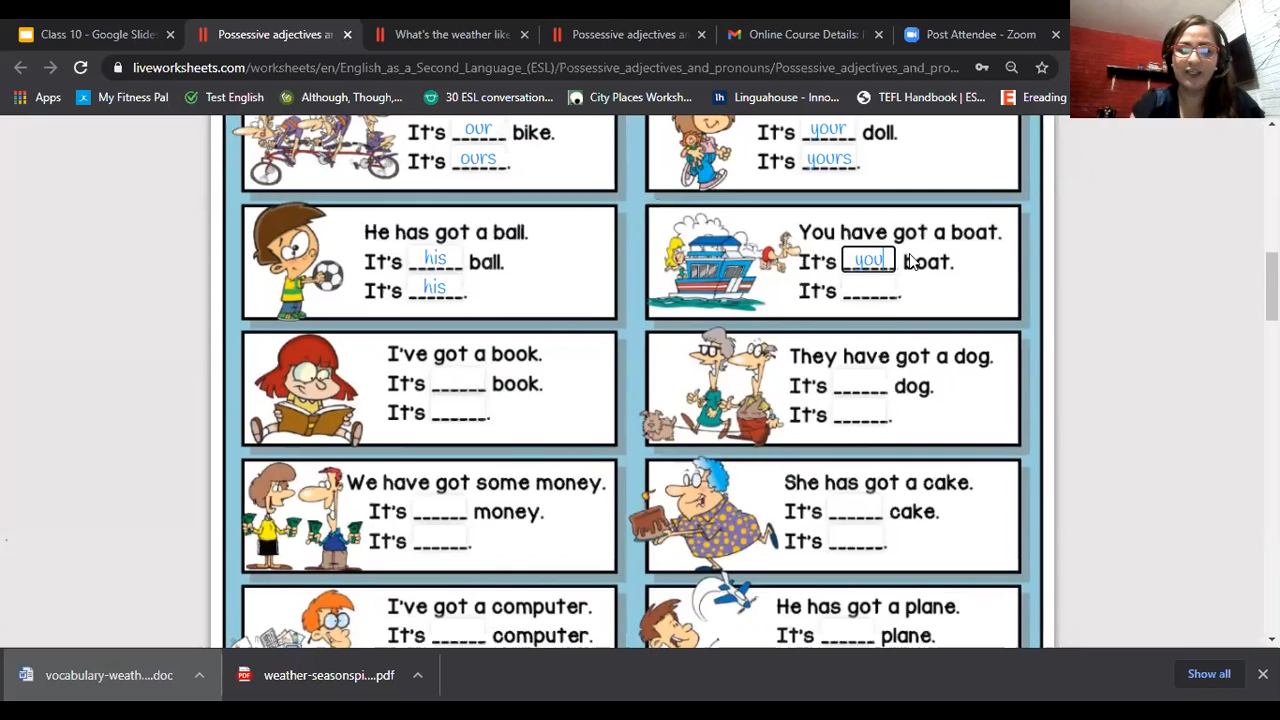 Class 10 - Google Slide
Possessive adjectives a
What's the weather like
Possessive adjectives an
Online Course Details:
Post Attendee - Zoom
liveworksheets.com/worksheets/en/English_as_a_Second_Language_(ESL)/Possessive_adjectives_and_pronouns/Possessive_adjectives_and_pro...
Apps
My Fitness Pal
Test English
Although, Though,...
30 ESL conversation...
City Places Worksh...
lh
Linguahouse - Inno...
TEFL Handbook | ES...
E
Ereading
It's our bike.
It's ours.
It's your doll.
It's yours.
He has got a ball.
It's his ball.
It's his.
You have got a boat.
It's you boat.
It's ______.
I've got a book.
It's ______ book.
It's ______.
They have got a dog.
It's ______ dog.
It's ______.
We have got some money.
It's ______ money.
It's ______.
She has got a cake.
It's ______ cake.
It's ______.
I've got a computer.
It's ______ computer.
He has got a plane.
It's ______ plane.
vocabulary-weath....doc
PDF
weather-seasonspi....pdf
Show all